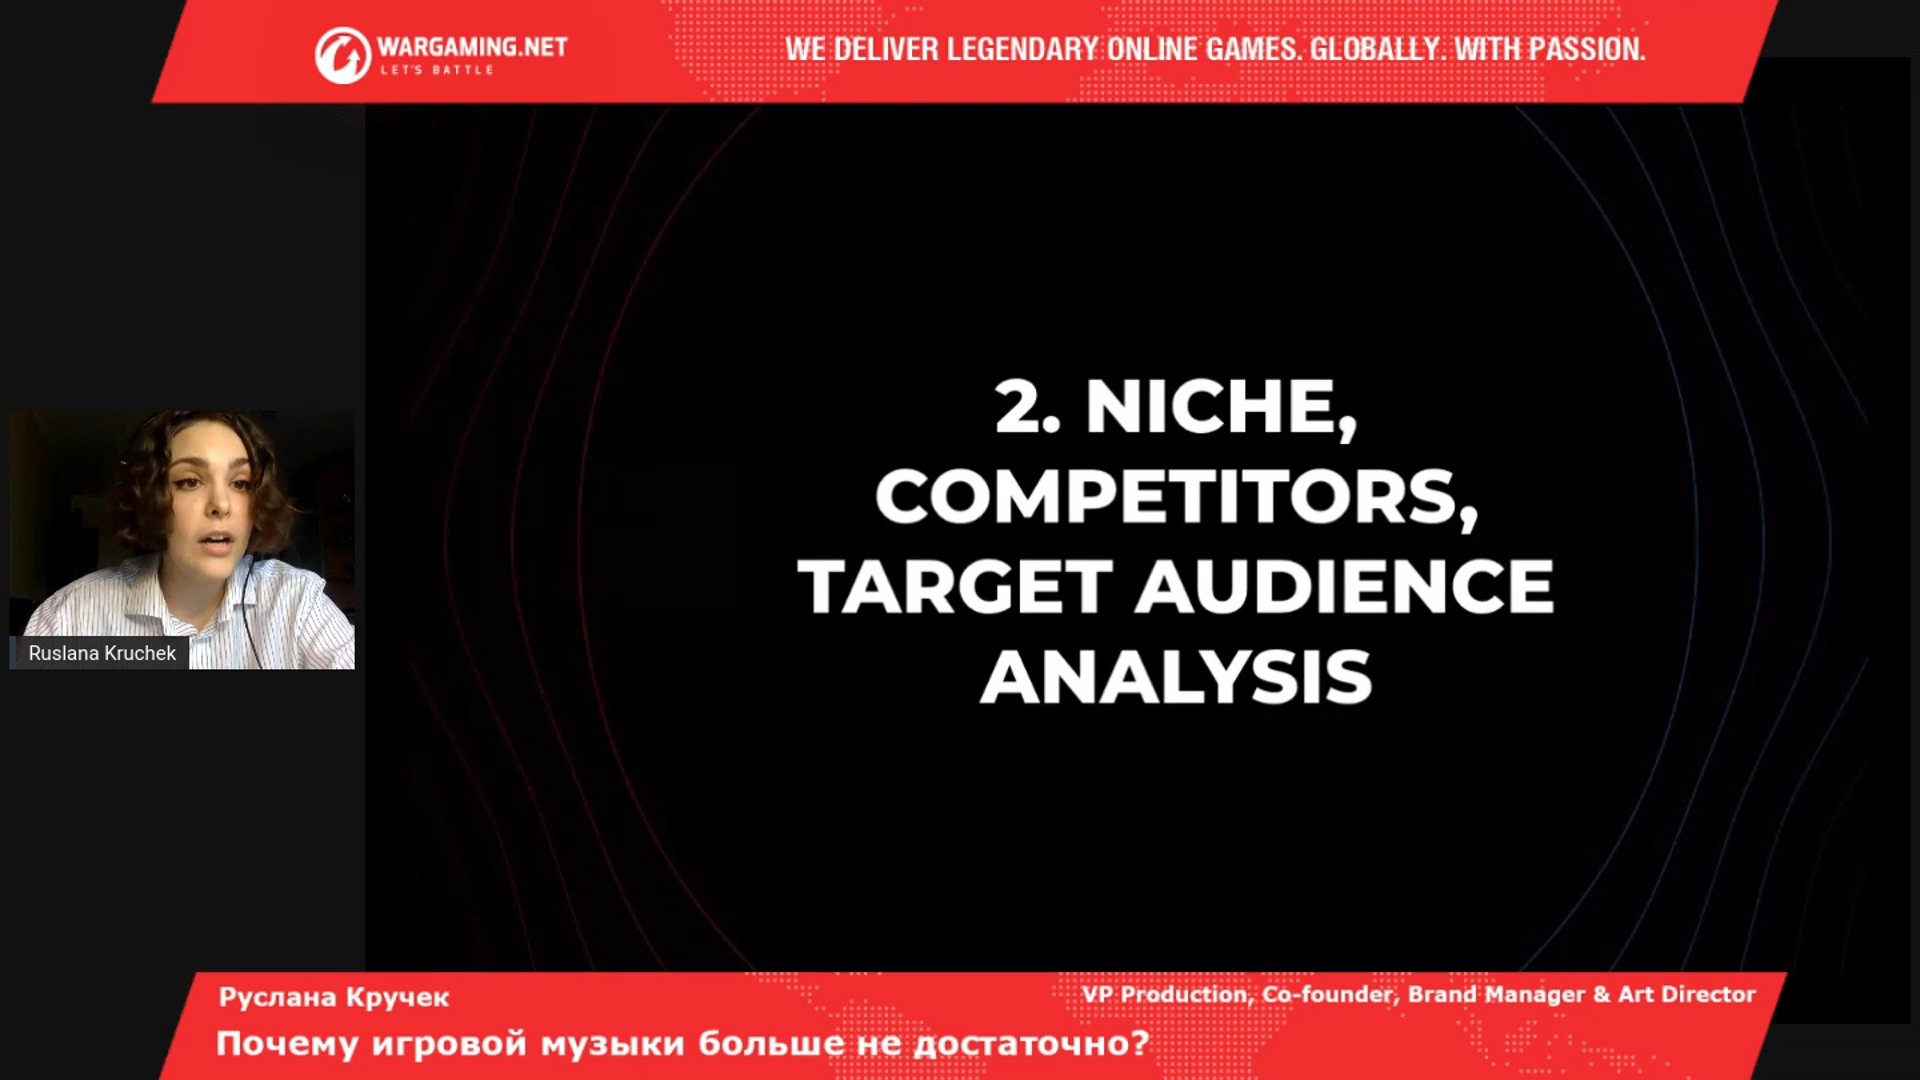 WARGAMING.NET
LET'S BATTLE
WE DELIVER LEGENDARY ONLINE GAMES. GLOBALLY. WITH PASSION.
2. NICHE,
COMPETITORS,
TARGET AUDIENCE
ANALYSIS
Ruslana Kruchek
Руслана Кручек
VP Production, Co-founder, Brand Manager & Art Director
Почему игровой музыки больше не достаточно?